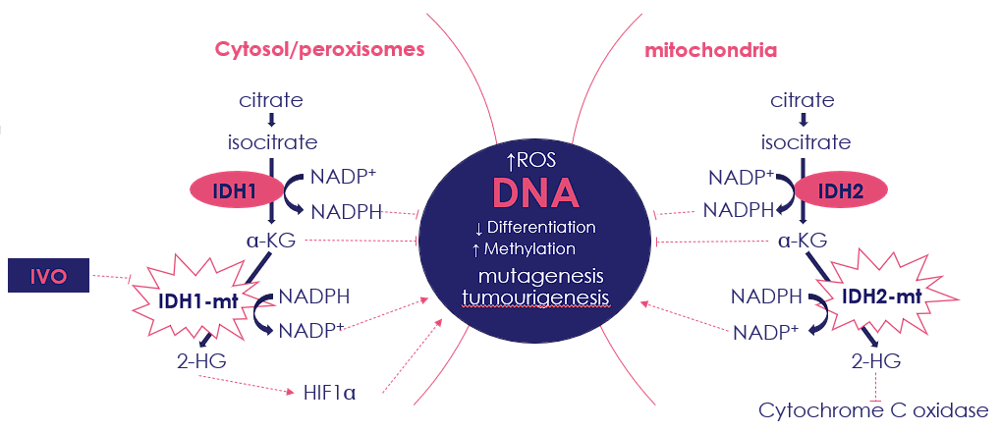 Cytosol/peroxisomes
citrate
isocitrate
IDH1
NADP⁺
NADPH
α-KG
IVO
IDH1-mt
NADPH
NADP⁺
2-HG
HIF1α
↑ROS
DNA
↓ Differentiation
↑ Methylation
mutagenesis
tumourigenesis
mitochondria
citrate
isocitrate
NADP⁺
IDH2
NADPH
α-KG
NADPH
IDH2-mt
NADP⁺
2-HG
Cytochrome C oxidase